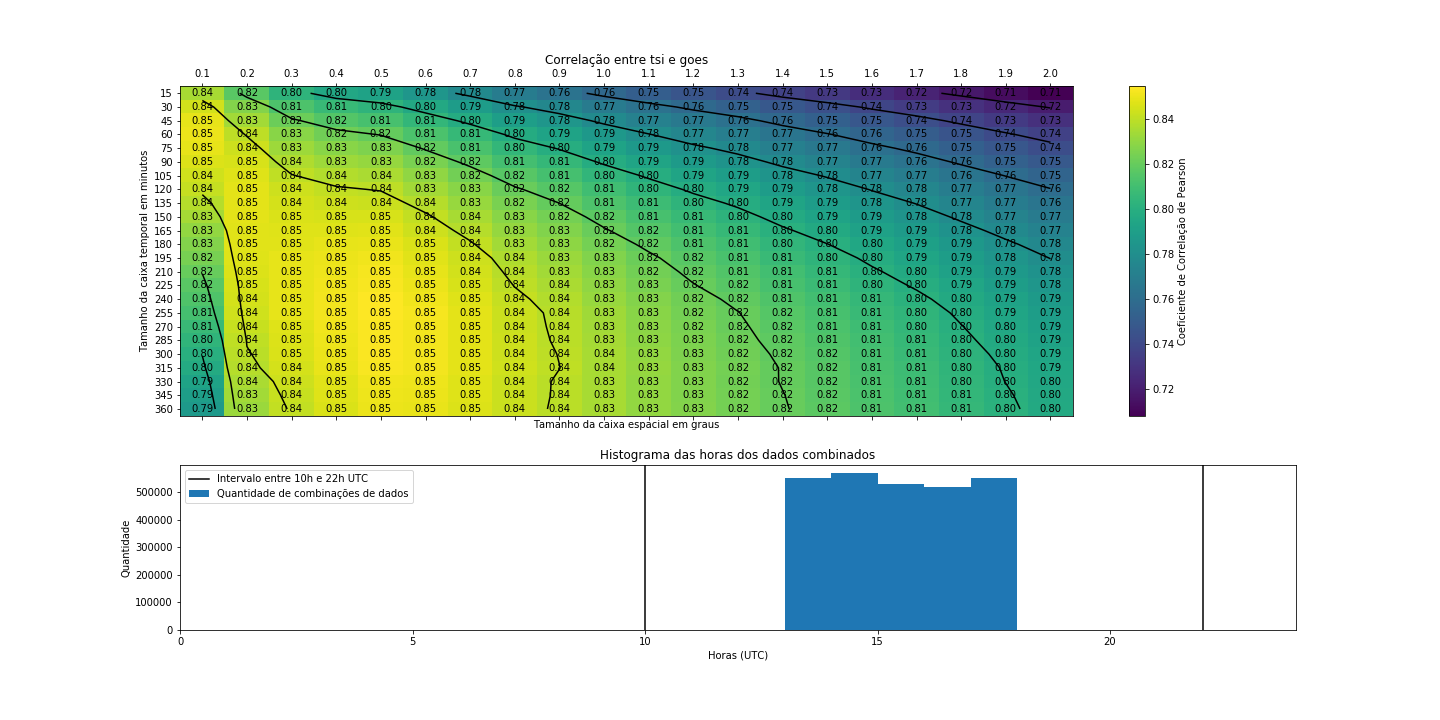 Correlação entre tsi e goes
0.1 0.2 0.3 0.4 0.5 0.6 0.7 0.8 0.9 1.0 1.1 1.2 1.3 1.4 1.5 1.6 1.7 1.8 1.9 2.0
15 0.84 0.82 0.80 0.80 0.79 0.78 0.78 0.77 0.76 0.76 0.75 0.75 0.74 0.74 0.73 0.73 0.72 0.72 0.71 0.71
30 0.84 0.83 0.81 0.81 0.80 0.80 0.79 0.78 0.78 0.77 0.76 0.76 0.75 0.75 0.74 0.74 0.73 0.73 0.72 0.72
45 0.85 0.83 0.82 0.82 0.81 0.81 0.80 0.79 0.78 0.78 0.77 0.77 0.76 0.76 0.75 0.75 0.74 0.74 0.73 0.73
60 0.85 0.84 0.83 0.82 0.82 0.81 0.81 0.80 0.79 0.79 0.78 0.77 0.77 0.76 0.76 0.76 0.75 0.75 0.74 0.74
75 0.85 0.84 0.83 0.83 0.83 0.82 0.81 0.80 0.80 0.79 0.79 0.78 0.78 0.77 0.77 0.76 0.76 0.75 0.75 0.74
90 0.85 0.85 0.84 0.83 0.83 0.82 0.82 0.81 0.81 0.80 0.79 0.79 0.78 0.78 0.77 0.77 0.76 0.76 0.75 0.75
105 0.84 0.85 0.84 0.84 0.84 0.83 0.82 0.82 0.81 0.80 0.80 0.79 0.79 0.78 0.78 0.77 0.77 0.76 0.76 0.75
120 0.84 0.85 0.84 0.84 0.84 0.83 0.83 0.82 0.82 0.81 0.80 0.80 0.79 0.79 0.78 0.78 0.77 0.77 0.76 0.76
135 0.84 0.85 0.85 0.84 0.84 0.84 0.83 0.83 0.82 0.81 0.81 0.80 0.80 0.79 0.79 0.78 0.78 0.77 0.77 0.76
150 0.83 0.85 0.85 0.85 0.85 0.84 0.84 0.83 0.82 0.82 0.81 0.81 0.80 0.80 0.79 0.79 0.78 0.78 0.77 0.77
165 0.83 0.85 0.85 0.85 0.85 0.84 0.84 0.83 0.83 0.82 0.82 0.81 0.81 0.80 0.80 0.79 0.79 0.78 0.78 0.77
180 0.83 0.85 0.85 0.85 0.85 0.85 0.84 0.83 0.83 0.82 0.82 0.81 0.81 0.80 0.80 0.80 0.79 0.79 0.78 0.78
195 0.82 0.85 0.85 0.85 0.85 0.85 0.84 0.84 0.83 0.83 0.82 0.82 0.81 0.81 0.80 0.80 0.79 0.79 0.78 0.78
210 0.82 0.85 0.85 0.85 0.85 0.85 0.84 0.84 0.83 0.83 0.82 0.82 0.81 0.81 0.81 0.80 0.80 0.79 0.79 0.78
225 0.82 0.84 0.85 0.85 0.85 0.85 0.85 0.84 0.84 0.83 0.83 0.82 0.82 0.81 0.81 0.80 0.80 0.79 0.79 0.78
240 0.81 0.84 0.85 0.85 0.85 0.85 0.85 0.84 0.84 0.83 0.83 0.82 0.82 0.81 0.81 0.81 0.80 0.80 0.79 0.79
255 0.81 0.84 0.85 0.85 0.85 0.85 0.85 0.84 0.84 0.83 0.83 0.82 0.82 0.82 0.81 0.81 0.80 0.80 0.79 0.79
270 0.81 0.84 0.85 0.85 0.85 0.85 0.85 0.84 0.84 0.83 0.83 0.82 0.82 0.82 0.81 0.81 0.80 0.80 0.80 0.79
285 0.80 0.84 0.85 0.85 0.85 0.85 0.85 0.84 0.84 0.83 0.83 0.83 0.82 0.82 0.81 0.81 0.81 0.80 0.80 0.79
300 0.80 0.84 0.85 0.85 0.85 0.85 0.85 0.84 0.84 0.84 0.83 0.83 0.82 0.82 0.82 0.81 0.81 0.80 0.80 0.79
315 0.80 0.84 0.84 0.85 0.85 0.85 0.85 0.84 0.84 0.84 0.83 0.83 0.82 0.82 0.82 0.81 0.81 0.80 0.80 0.79
330 0.79 0.84 0.84 0.85 0.85 0.85 0.85 0.84 0.84 0.83 0.83 0.83 0.82 0.82 0.82 0.81 0.81 0.80 0.80 0.80
345 0.79 0.83 0.84 0.85 0.85 0.85 0.85 0.84 0.84 0.83 0.83 0.83 0.82 0.82 0.82 0.81 0.81 0.81 0.80 0.80
360 0.79 0.83 0.84 0.85 0.85 0.85 0.85 0.84 0.84 0.83 0.83 0.83 0.82 0.82 0.82 0.81 0.81 0.81 0.80 0.80
Tamanho da caixa temporal em minutos
Tamanho da caixa espacial em graus
0.84
0.82
0.80
0.78
0.76
0.74
0.72
Coeficiente de Correlação de Pearson
Histograma das horas dos dados combinados
Intervalo entre 10h e 22h UTC
Quantidade de combinações de dados
500000
400000
300000
200000
100000
0
Quantidade
0 5 10 15 20
Horas (UTC)